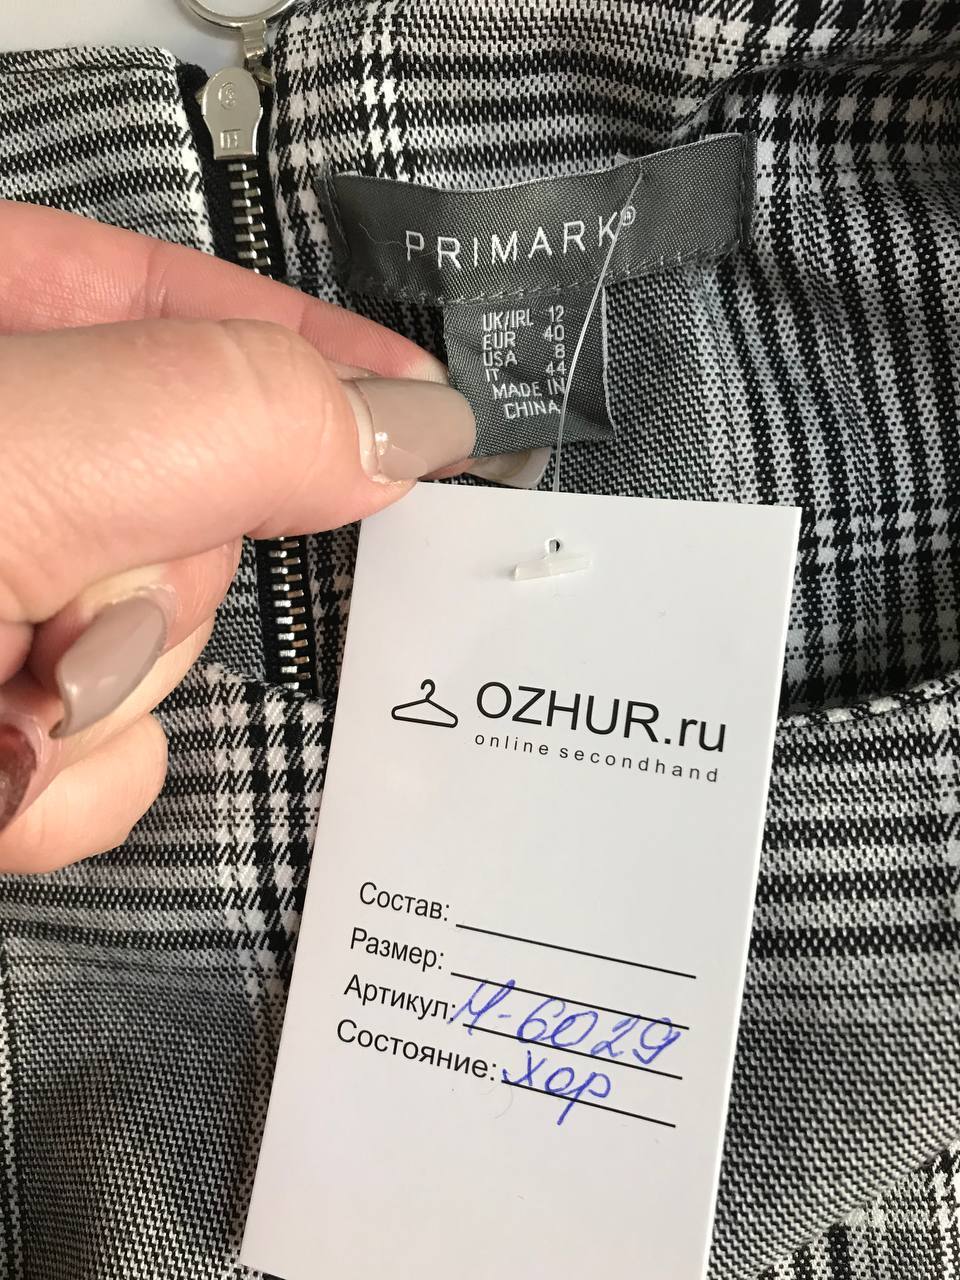 PRIMARK®
UK/IRL 12
EUR 40
USA 8
IT 44
MADE IN
CHINA
OZHUR.ru
online secondhand
Состав:
Размер:
Артикул: М-6029
Состояние: хор